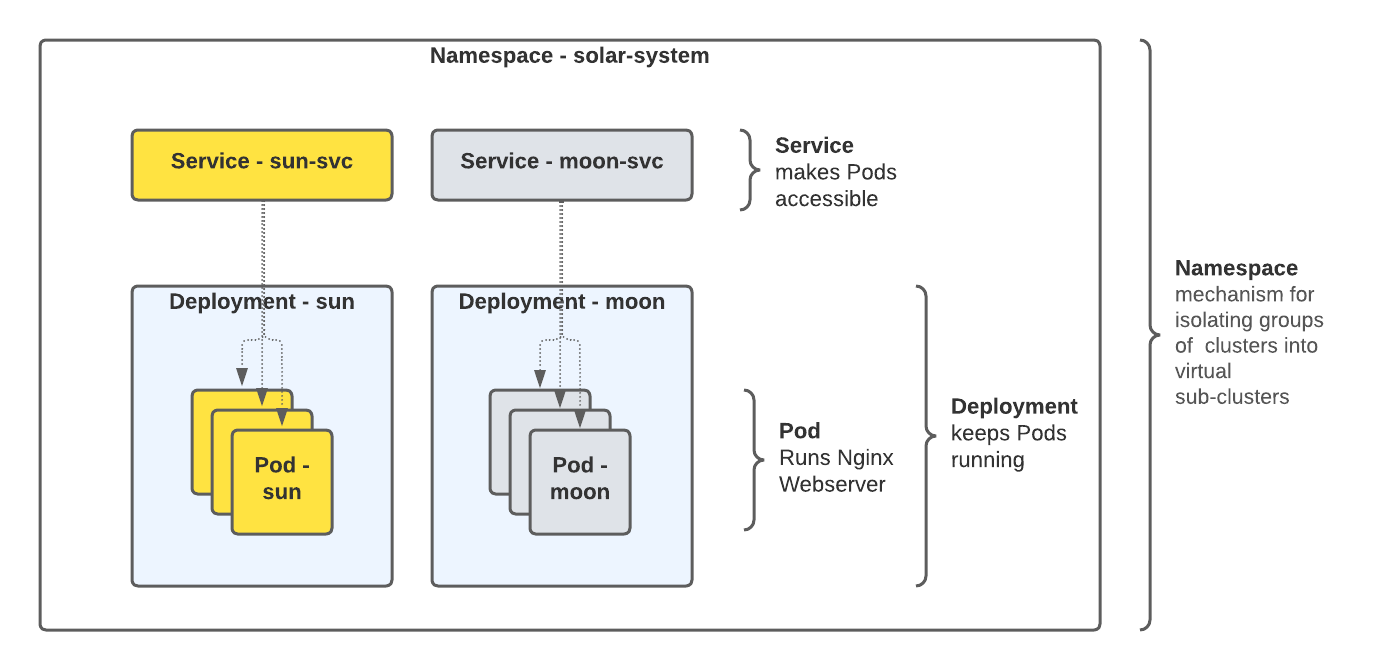 Namespace - solar-system
Service - sun-svc
Service - moon-svc
Service
makes Pods
accessible
Deployment - sun
Deployment - moon
Pod -
sun
Pod -
moon
Pod
Runs Nginx
Webserver
Deployment
keeps Pods
running
Namespace
mechanism for
isolating groups
of  clusters into
virtual
sub-clusters